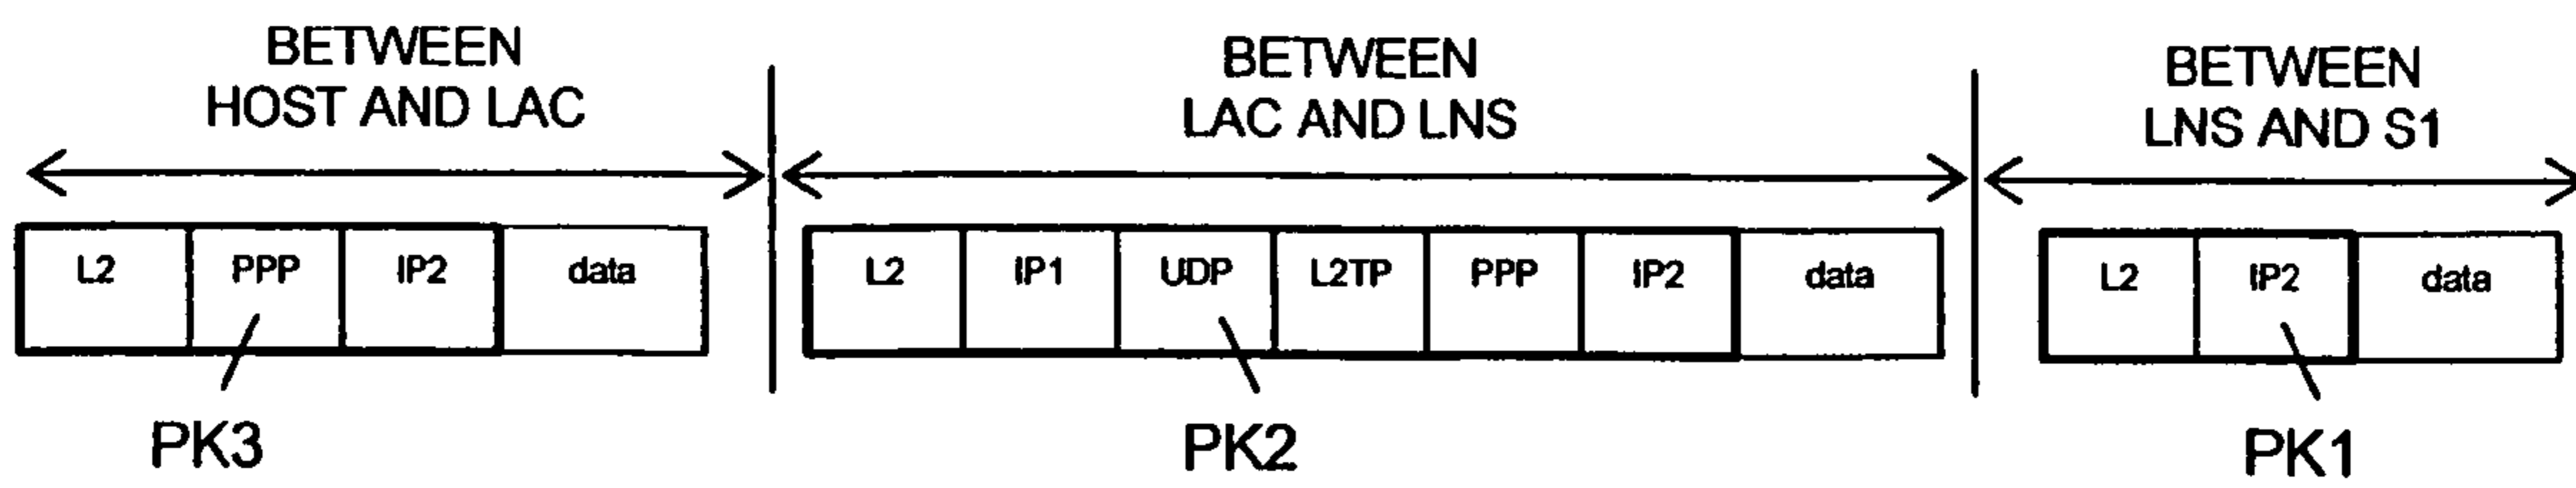 BETWEEN
HOST AND LAC
BETWEEN
LAC AND LNS
BETWEEN
LNS AND S1
L2 PPP IP2 data
L2 IP1 UDP L2TP PPP IP2 data
L2 IP2 data
PK3
PK2
PK1